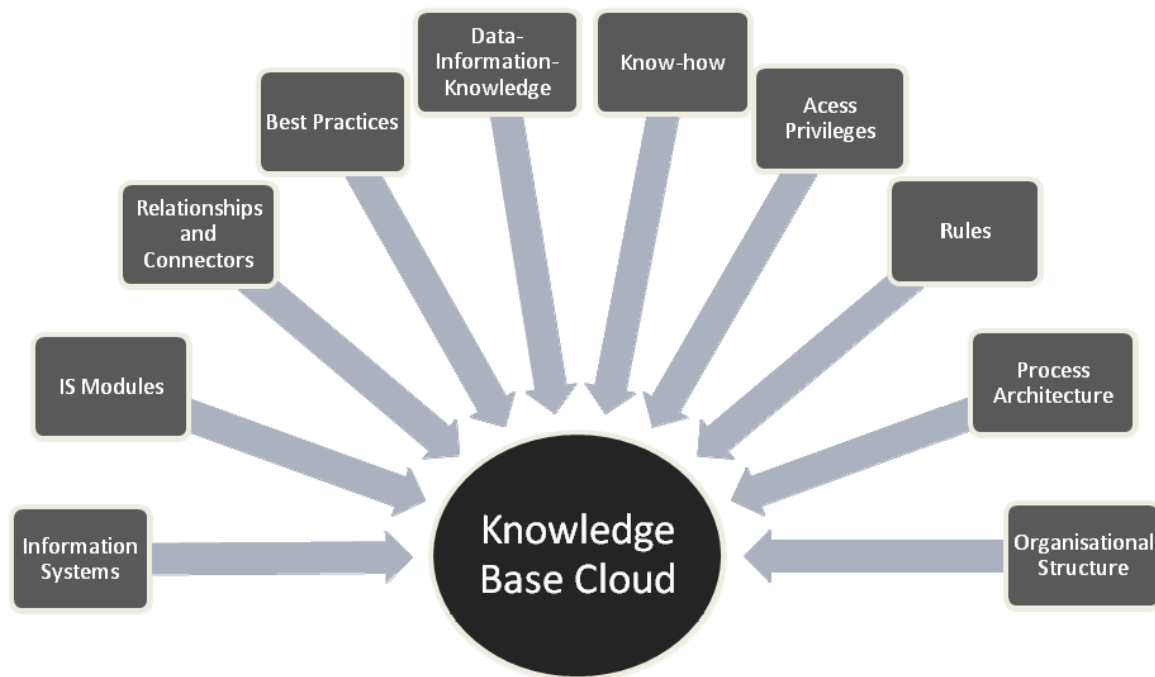 Data-
Information-
Knowledge
Know-how
Acess
Privileges
Best Practices
Relationships
and
Connectors
Rules
IS Modules
Process
Architecture
Information
Systems
Knowledge
Base Cloud
Organisational
Structure